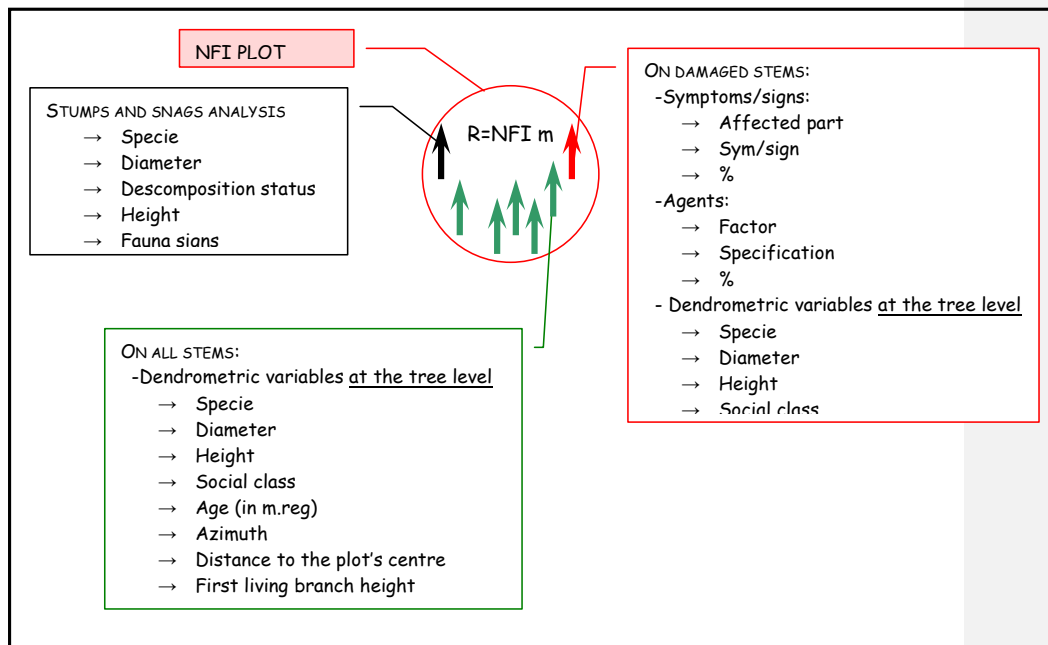 NFI PLOT
R=NFI m
STUMPS AND SNAGS ANALYSIS
→ Specie
→ Diameter
→ Descomposition status
→ Height
→ Fauna signs
ON DAMAGED STEMS:
-Symptoms/signs:
→ Affected part
→ Sym/sign
→ %
-Agents:
→ Factor
→ Specification
→ %
- Dendrometric variables at the tree level
→ Specie
→ Diameter
→ Height
→ Social class
ON ALL STEMS:
-Dendrometric variables at the tree level
→ Specie
→ Diameter
→ Height
→ Social class
→ Age (in m.reg)
→ Azimuth
→ Distance to the plot's centre
→ First living branch height